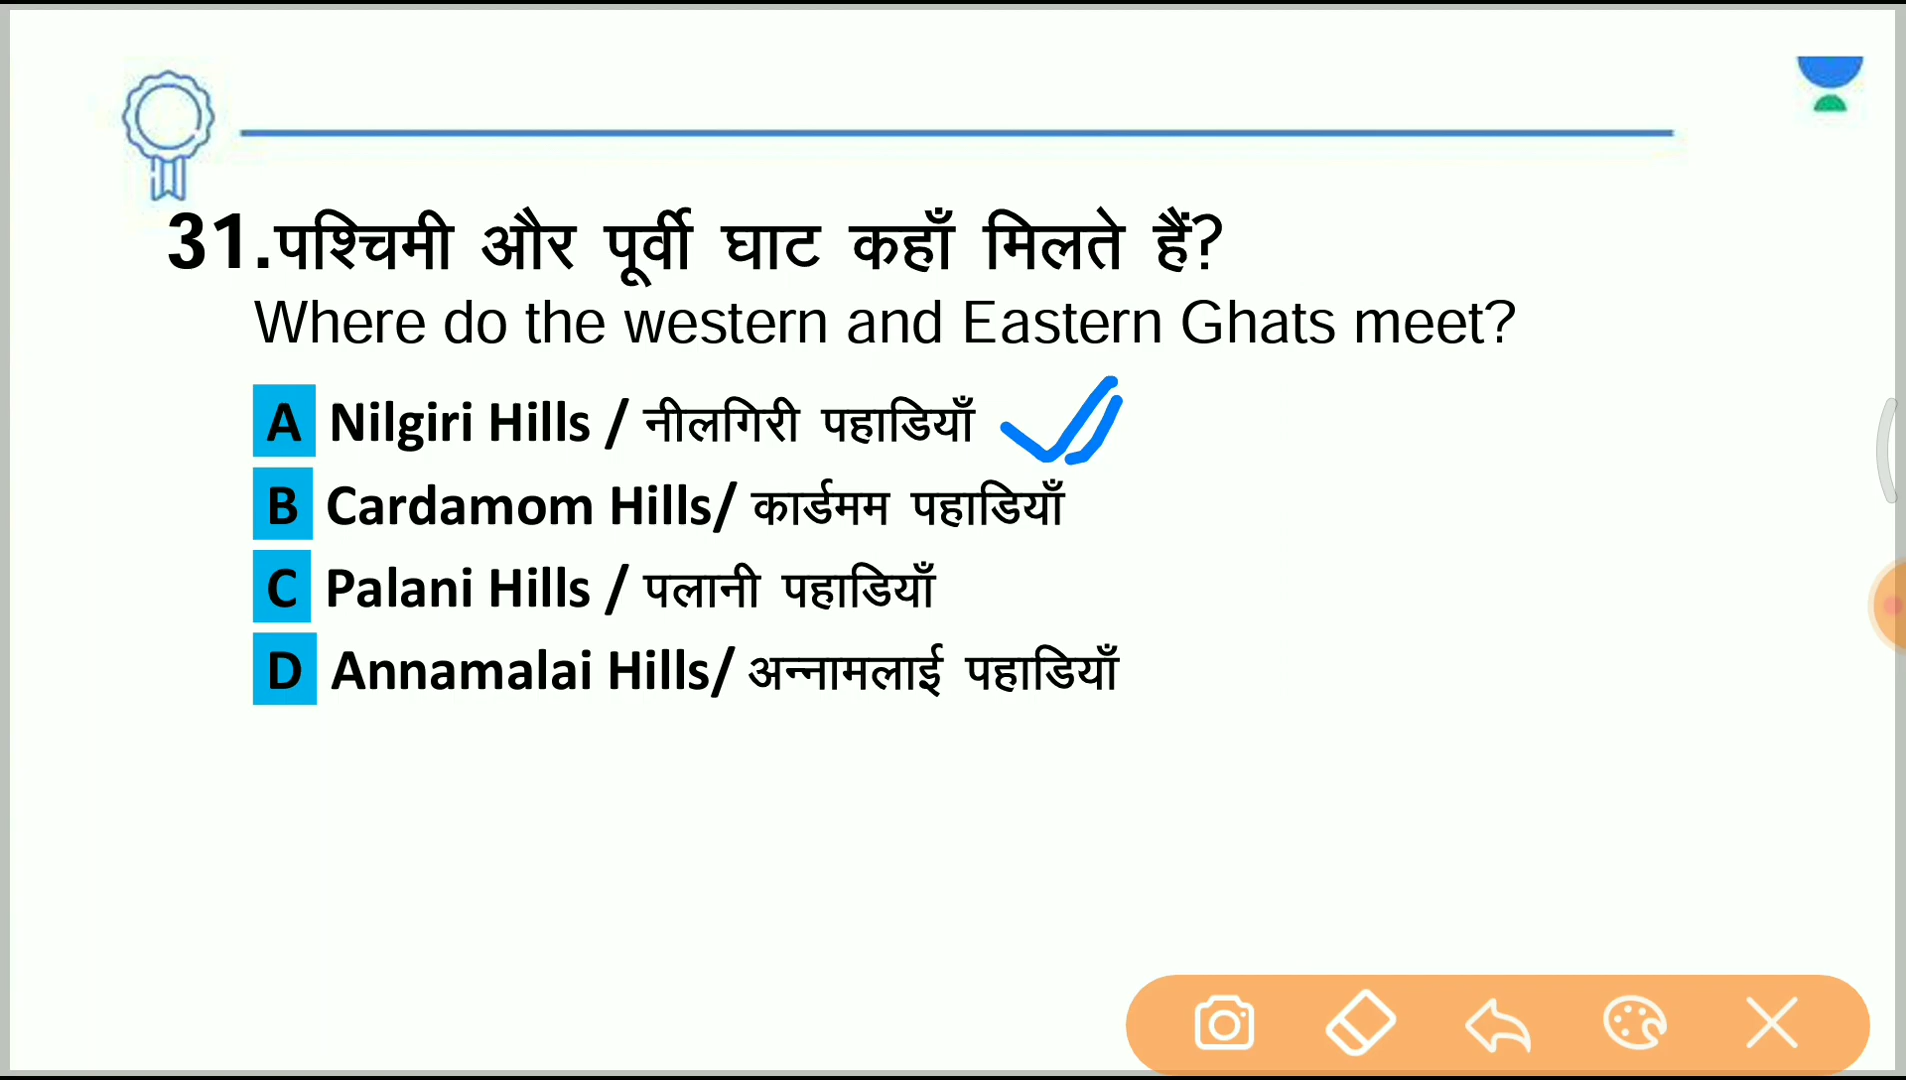 31.पश्चिमी और पूर्वी घाट कहाँ मिलते हैं?
Where do the western and Eastern Ghats meet?
A Nilgiri Hills / नीलगिरी पहाडियाँ
B Cardamom Hills/ कार्डमम पहाडियाँ
C Palani Hills / पलानी पहाडियाँ
D Annamalai Hills/ अन्नामलाई पहाडियाँ